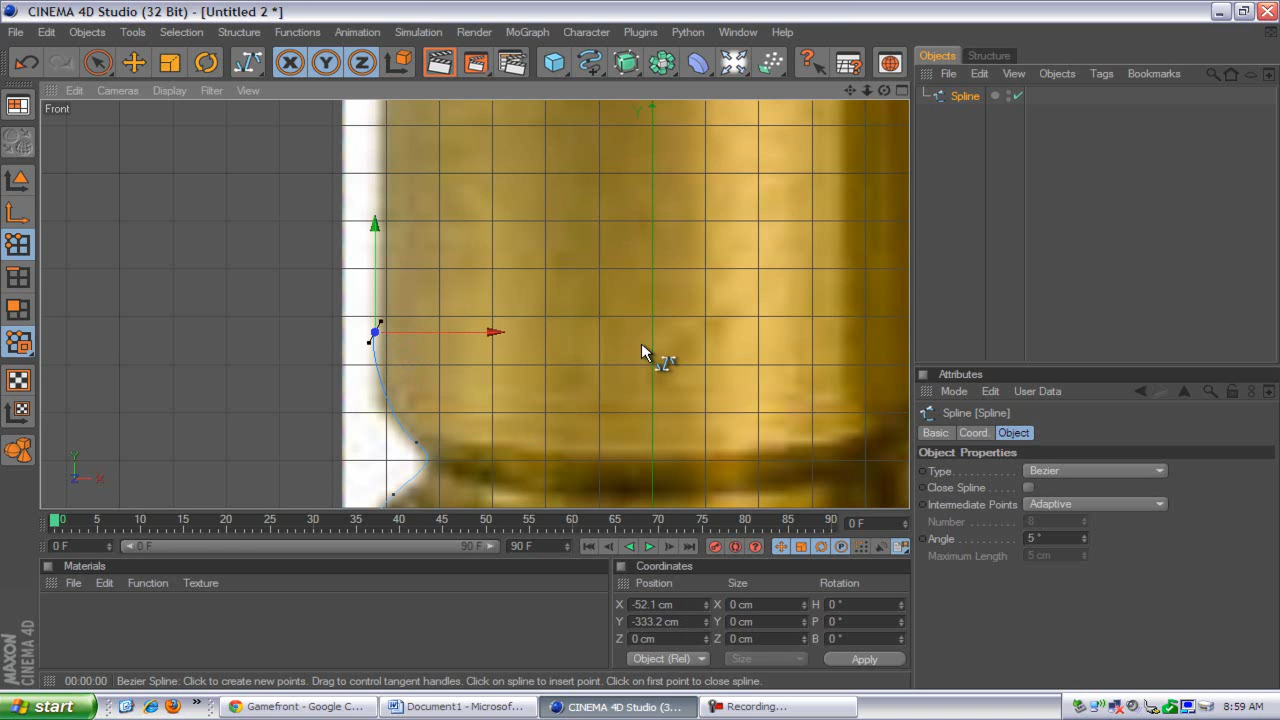 CINEMA 4D Studio (32 Bit) - [Untitled 2 *]
File Edit Objects Tools Selection Structure Functions Animation Simulation Render MoGraph Character Plugins Python Window Help
Edit Cameras Display Filter View
Front
Y
Y
X
Z
0 5 10 15 20 25 30 35 40 45 50 55 60 65 70 75 80 85 90 0 F
0 F 0 F 90 F 90 F
Materials
File Edit Function Texture
Coordinates
Position Size Rotation
X -52.1 cm X 0 cm H 0 °
Y -333.2 cm Y 0 cm P 0 °
Z 0 cm Z 0 cm B 0 °
Object (Rel) Size Apply
MAXON
CINEMA 4D
00:00:00 Bezier Spline: Click to create new points. Drag to control tangent handles. Click on spline to insert point. Click on first point to close spline.
Objects Structure
File Edit View Objects Tags Bookmarks
Spline
Attributes
Mode Edit User Data
Spline [Spline]
Basic Coord. Object
Object Properties
Type Bezier
Close Spline
Intermediate Points Adaptive
Number 8
Angle 5 °
Maximum Length 5 cm
start Gamefront - Google C... Document1 - Microsof... CINEMA 4D Studio (3... Recording... 8:59 AM